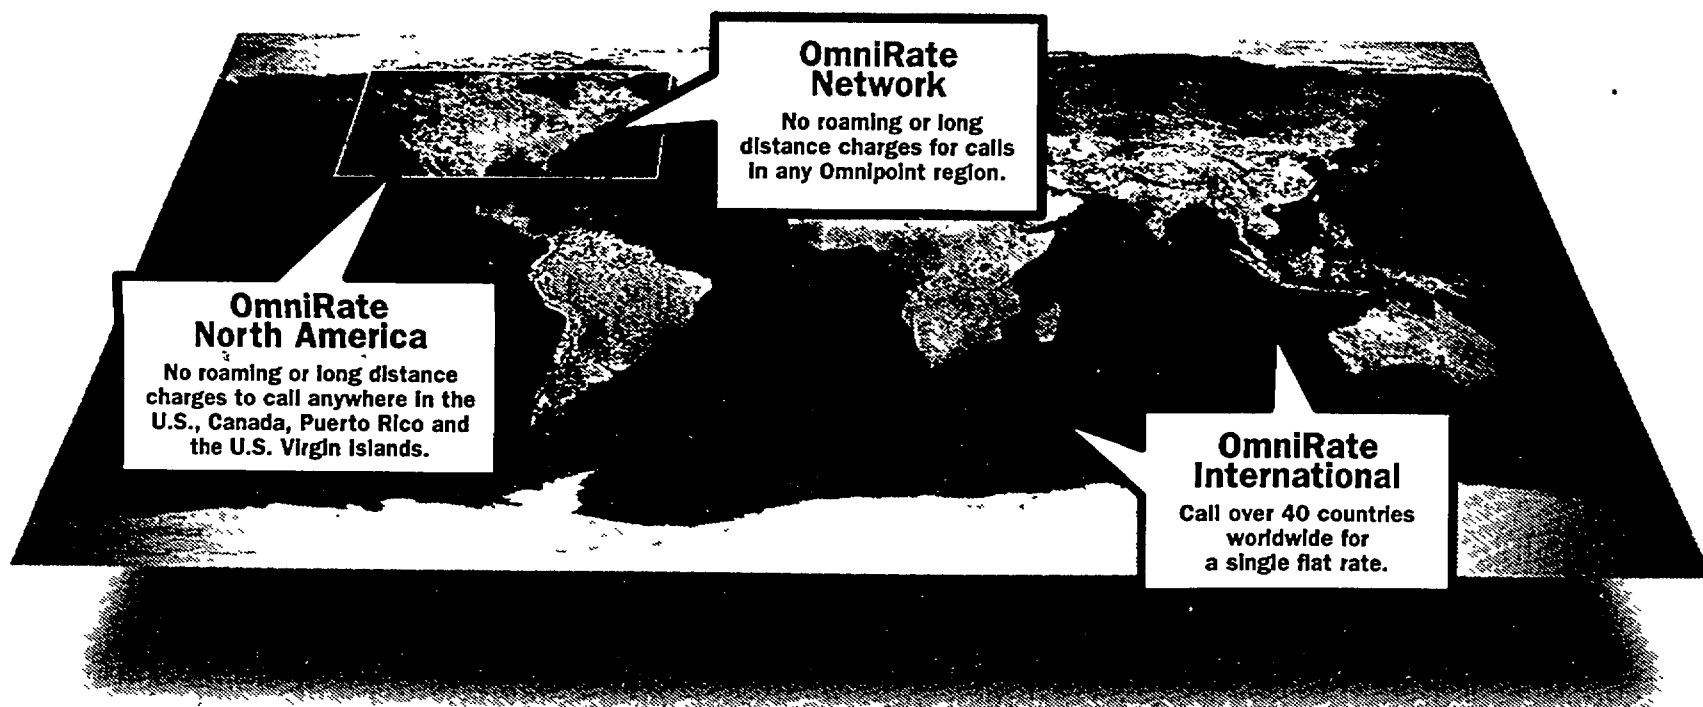 OmniRate
Network
No roaming or long
distance charges for calls
in any Omnipoint region.
OmniRate
North America
No roaming or long distance
charges to call anywhere in the
U.S., Canada, Puerto Rico and
the U.S. Virgin Islands.
OmniRate
International
Call over 40 countries
worldwide for
a single flat rate.